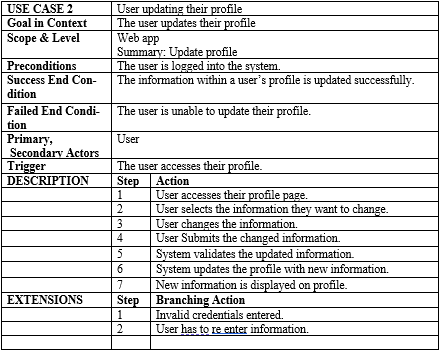 USE CASE 2 User updating their profile
Goal in Context The user updates their profile
Scope & Level Web app
Summary: Update profile
Preconditions The user is logged into the system.
Success End Con- The information within a user's profile is updated successfully.
dition
Failed End Condi- The user is unable to update their profile.
tion
Primary, User
Secondary Actors
Trigger The user accesses their profile.
DESCRIPTION Step Action
1 User accesses their profile page.
2 User selects the information they want to change.
3 User changes the information.
4 User Submits the changed information.
5 System validates the updated information.
6 System updates the profile with new information.
7 New information is displayed on profile.
EXTENSIONS Step Branching Action
1 Invalid credentials entered.
2 User has to re enter information.